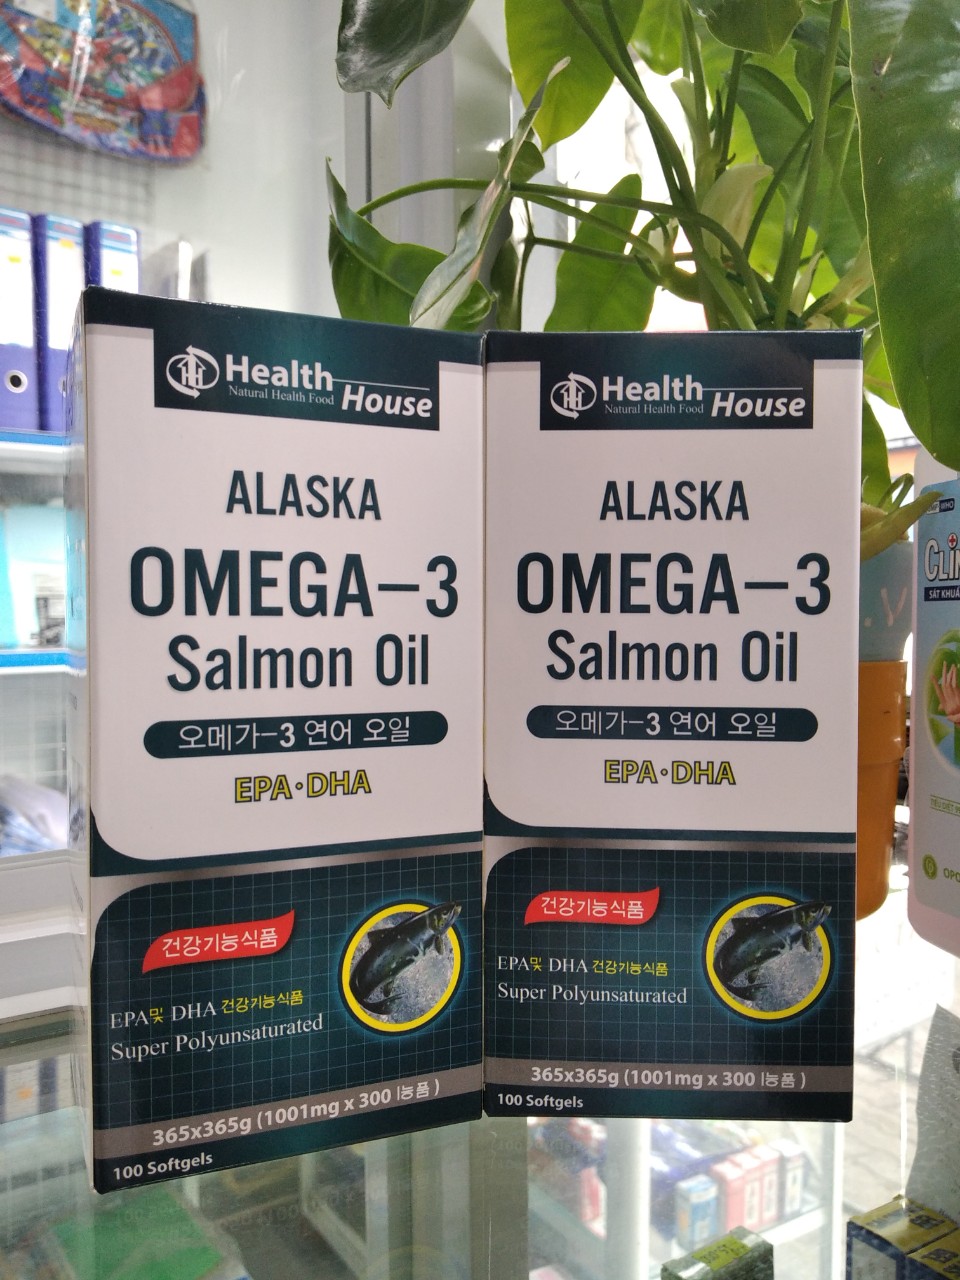 Health
Natural Health Food
House
ALASKA
OMEGA-3
Salmon Oil
오메가-3 연어 오일
EPA·DHA
건강기능식품
EPA및 DHA 건강기능식품
Super Polyunsaturated
365x365g (1001mg x 300 l능품 )
100 Softgels
Health
Natural Health Food
House
ALASKA
OMEGA-3
Salmon Oil
오메가-3 연어 오일
EPA·DHA
건강기능식품
EPA및 DHA 건강기능식품
Super Polyunsaturated
365x365g (1001mg x 300 l능품 )
100 Softgels
WHO
SÁT KHUẨ